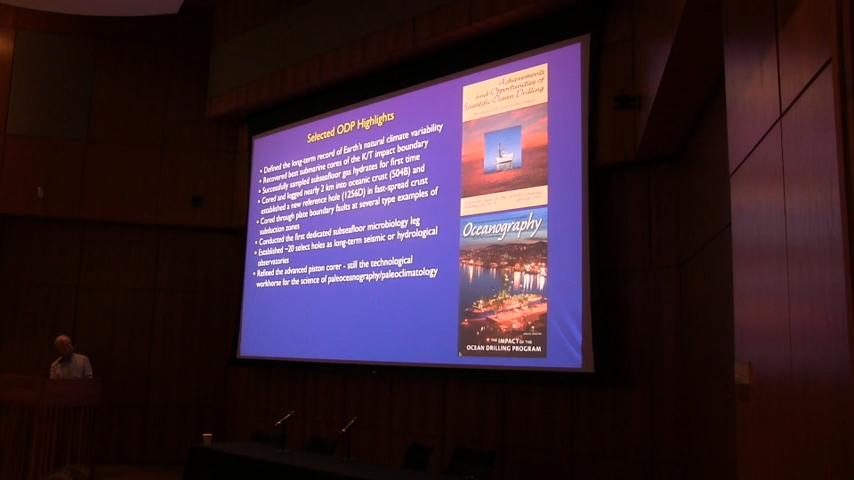 Selected ODP Highlights
• Defined the long-term record of Earth's natural climate variability
• Recovered best submarine cores of the K/T impact boundary
• Successfully sampled subseafloor gas hydrates for first time
• Cored and logged nearly 2 km into oceanic crust (504B) and
established a new reference hole (1256D) in fast-spread crust
• Cored through plate boundary faults at several type examples of
subduction zones
• Conducted the first dedicated subseafloor microbiology leg
• Established ~20 select holes as long-term seismic or hydrological
observatories
• Refined the advanced piston corer - still the technological
workhorse for the science of paleoceanography/paleoclimatology
Achievements
and Opportunities of
Scientific Ocean Drilling
Oceanography
THE IMPACT OF THE
OCEAN DRILLING PROGRAM